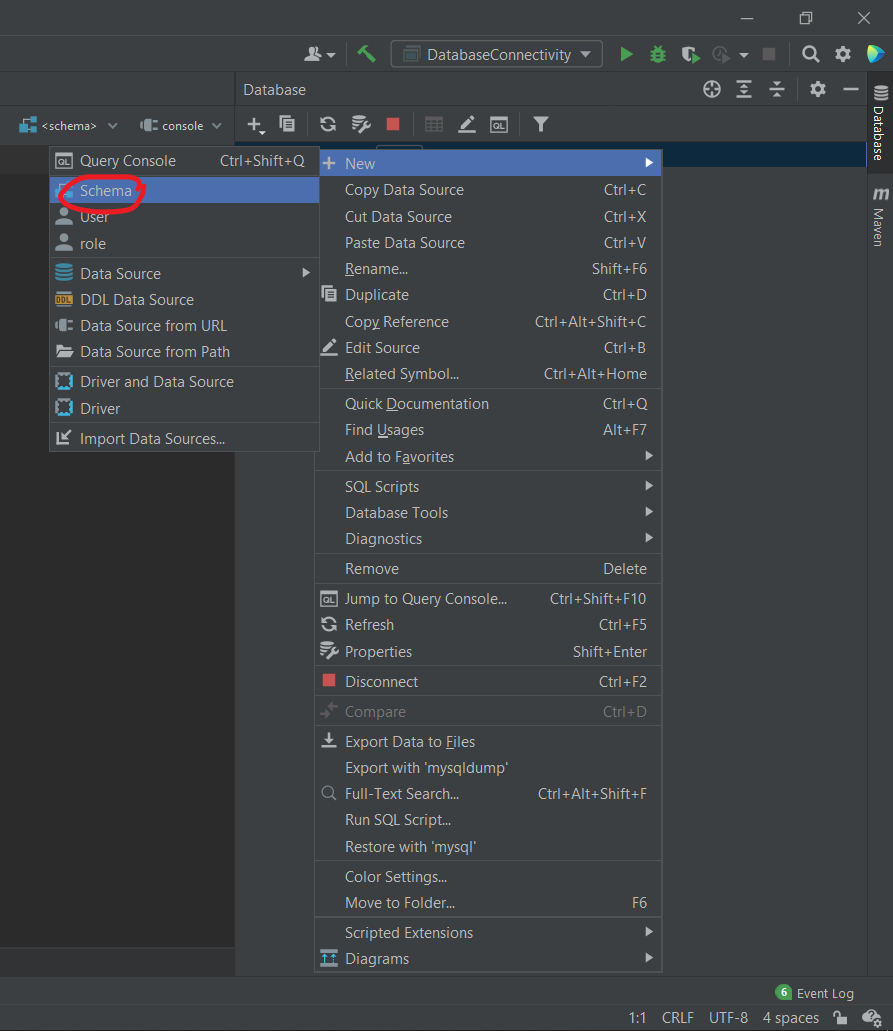 DatabaseConnectivity
Database
<schema>
console
Database
Maven
Query Console Ctrl+Shift+Q
Schema
User
role
Data Source
DDL Data Source
Data Source from URL
Data Source from Path
Driver and Data Source
Driver
Import Data Sources...
New
Copy Data Source Ctrl+C
Cut Data Source Ctrl+X
Paste Data Source Ctrl+V
Rename... Shift+F6
Duplicate Ctrl+D
Copy Reference Ctrl+Alt+Shift+C
Edit Source Ctrl+B
Related Symbol... Ctrl+Alt+Home
Quick Documentation Ctrl+Q
Find Usages Alt+F7
Add to Favorites
SQL Scripts
Database Tools
Diagnostics
Remove Delete
Jump to Query Console... Ctrl+Shift+F10
Refresh Ctrl+F5
Properties Shift+Enter
Disconnect Ctrl+F2
Compare Ctrl+D
Export Data to Files
Export with 'mysqldump'
Full-Text Search... Ctrl+Alt+Shift+F
Run SQL Script...
Restore with 'mysql'
Color Settings...
Move to Folder... F6
Scripted Extensions
Diagrams
6 Event Log
1:1 CRLF UTF-8 4 spaces